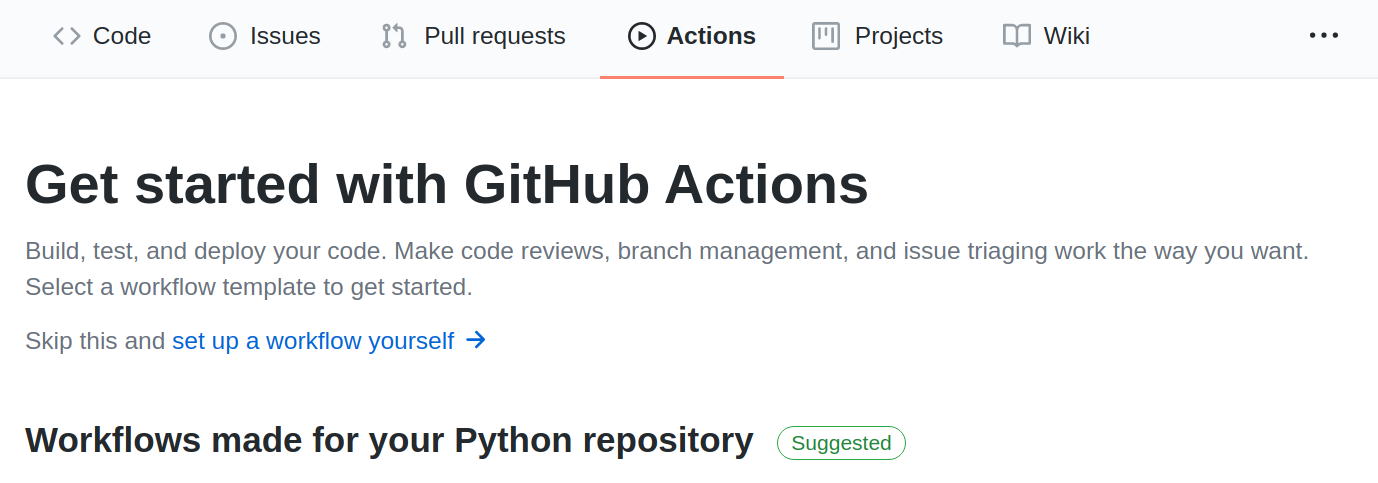 Code Issues Pull requests Actions Projects Wiki
Get started with GitHub Actions
Build, test, and deploy your code. Make code reviews, branch management, and issue triaging work the way you want.
Select a workflow template to get started.
Skip this and set up a workflow yourself →
Workflows made for your Python repository Suggested